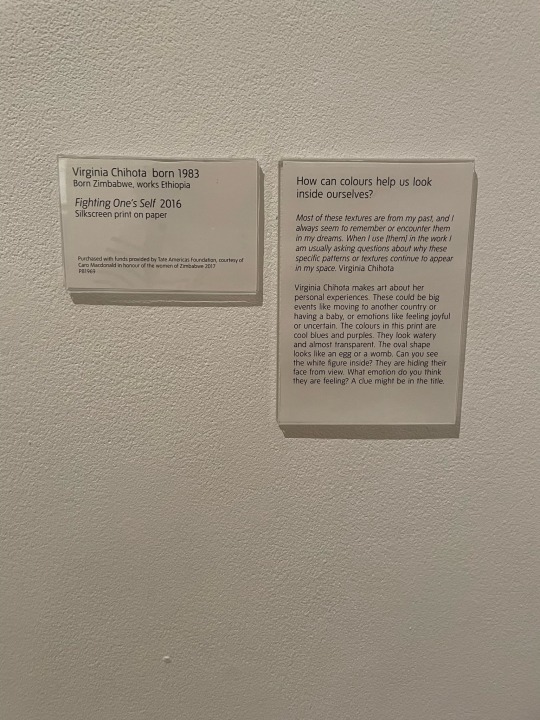 Virginia Chihota born 1983
Born Zimbabwe, works Ethiopia
Fighting One's Self 2016
Silkscreen print on paper
Purchased with funds provided by Tate Americas Foundation, courtesy of
Caro Macdonald in honour of the women of Zimbabwe 2017
P81969
How can colours help us look
inside ourselves?
Most of these textures are from my past, and I
always seem to remember or encounter them
in my dreams. When I use [them] in the work I
am usually asking questions about why these
specific patterns or textures continue to appear
in my space. Virginia Chihota
Virginia Chihota makes art about her
personal experiences. These could be big
events like moving to another country or
having a baby, or emotions like feeling joyful
or uncertain. The colours in this print are
cool blues and purples. They look watery
and almost transparent. The oval shape
looks like an egg or a womb. Can you see
the white figure inside? They are hiding their
face from view. What emotion do you think
they are feeling? A clue might be in the title.